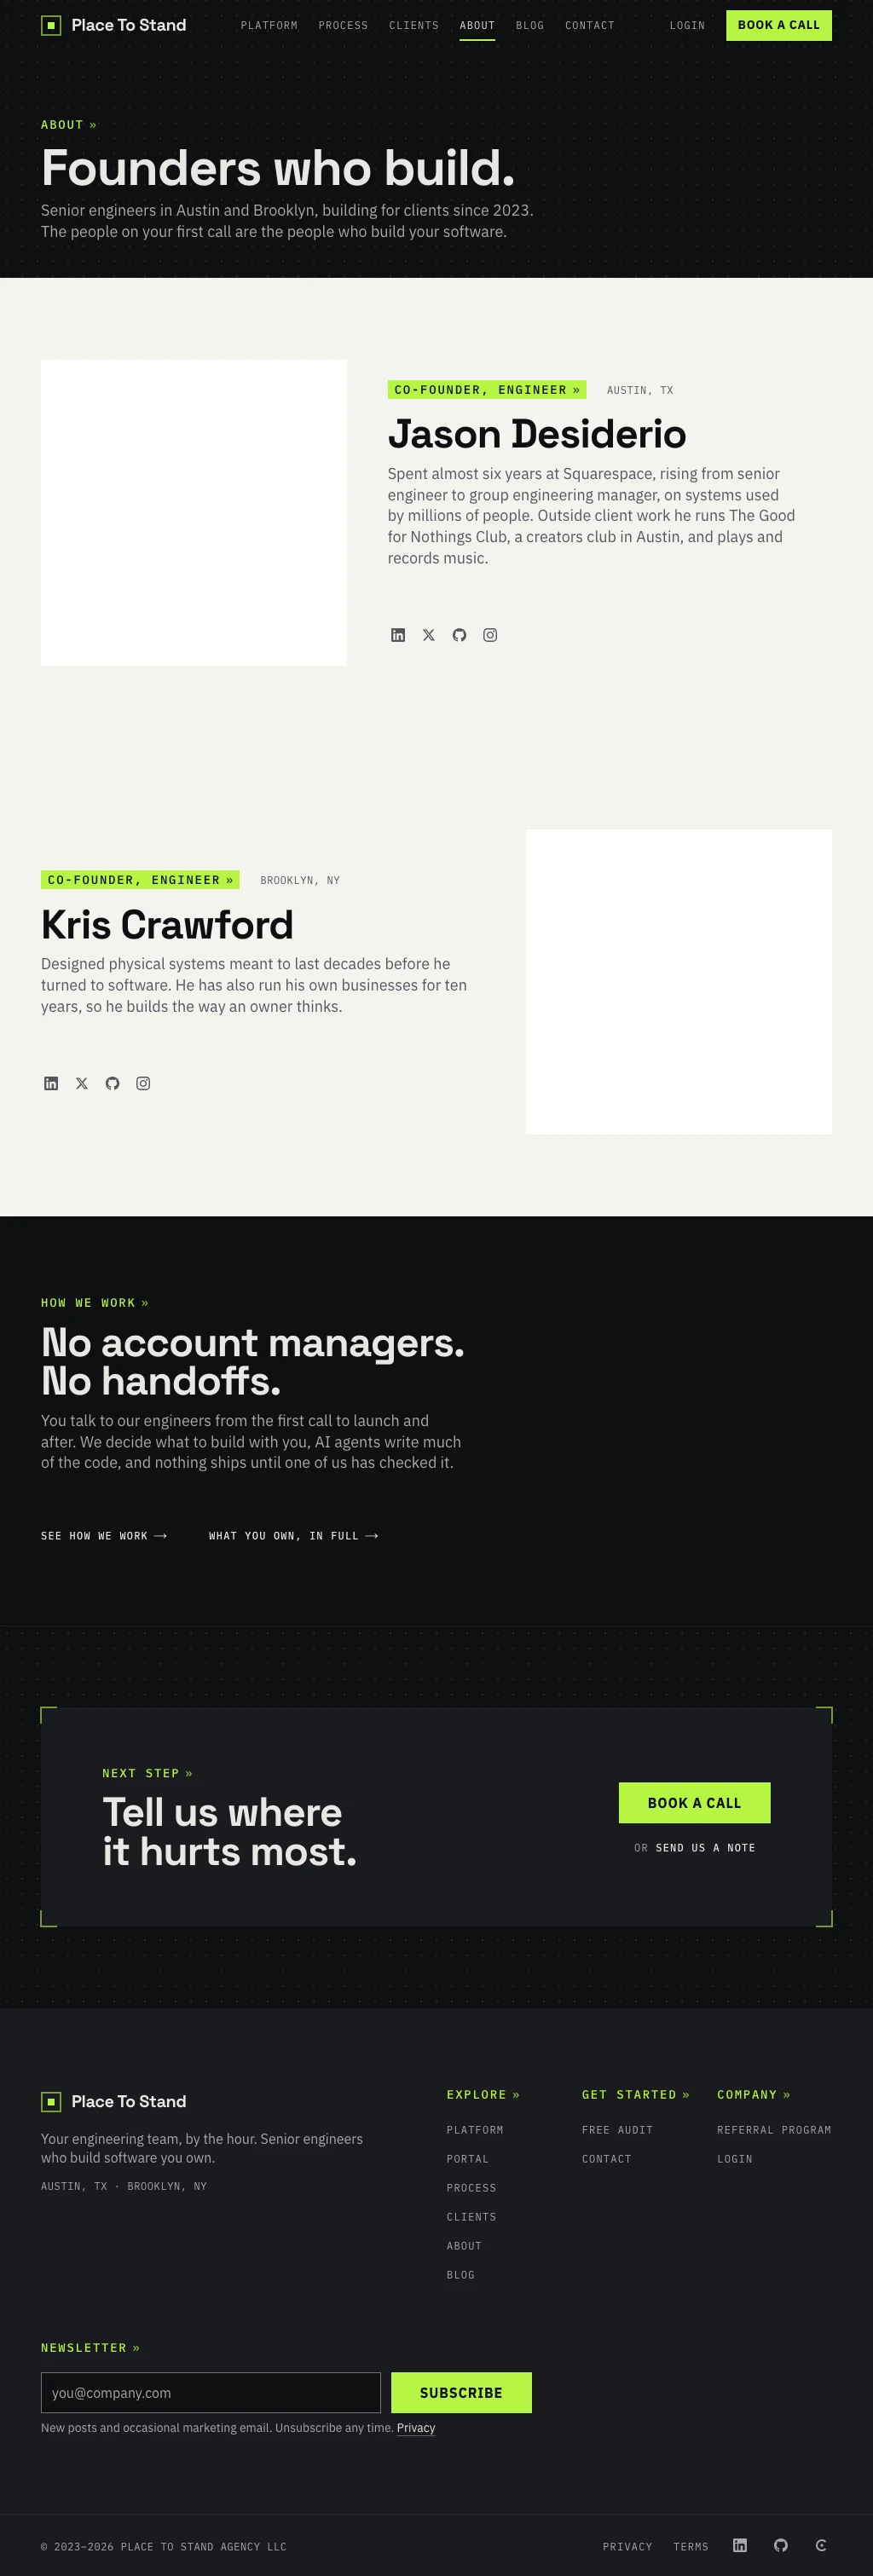 Place To Stand
PLATFORM PROCESS CLIENTS ABOUT BLOG CONTACT LOGIN BOOK A CALL
ABOUT »
Founders who build.
Senior engineers in Austin and Brooklyn, building for clients since 2023.
The people on your first call are the people who build your software.
CO-FOUNDER, ENGINEER » AUSTIN, TX
Jason Desiderio
Spent almost six years at Squarespace, rising from senior
engineer to group engineering manager, on systems used
by millions of people. Outside client work he runs The Good
for Nothings Club, a creators club in Austin, and plays and
records music.
CO-FOUNDER, ENGINEER » BROOKLYN, NY
Kris Crawford
Designed physical systems meant to last decades before he
turned to software. He has also run his own businesses for ten
years, so he builds the way an owner thinks.
HOW WE WORK »
No account managers.
No handoffs.
You talk to our engineers from the first call to launch and
after. We decide what to build with you, AI agents write much
of the code, and nothing ships until one of us has checked it.
SEE HOW WE WORK → WHAT YOU OWN, IN FULL →
NEXT STEP »
Tell us where
it hurts most.
BOOK A CALL
OR SEND US A NOTE
Place To Stand
Your engineering team, by the hour. Senior engineers
who build software you own.
AUSTIN, TX · BROOKLYN, NY
EXPLORE »
PLATFORM
PORTAL
PROCESS
CLIENTS
ABOUT
BLOG
GET STARTED »
FREE AUDIT
CONTACT
COMPANY »
REFERRAL PROGRAM
LOGIN
NEWSLETTER »
you@company.com
SUBSCRIBE
New posts and occasional marketing email. Unsubscribe any time. Privacy
© 2023–2026 PLACE TO STAND AGENCY LLC
PRIVACY TERMS